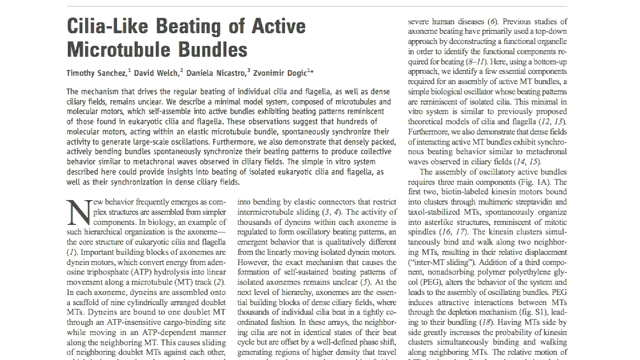 Cilia-Like Beating of Active
Microtubule Bundles
Timothy Sanchez,¹ David Welch,² Daniela Nicastro,³ Zvonimir Dogic¹*
The mechanism that drives the regular beating of individual cilia and flagella, as well as dense
ciliary fields, remains unclear. We describe a minimal model system, composed of microtubules and
molecular motors, which self-assemble into active bundles exhibiting beating patterns reminiscent
of those found in eukaryotic cilia and flagella. These observations suggest that hundreds of
molecular motors, acting within an elastic microtubule bundle, spontaneously synchronize their
activity to generate large-scale oscillations. Furthermore, we also demonstrate that densely packed,
actively bending bundles spontaneously synchronize their beating patterns to produce collective
behavior similar to metachronal waves observed in ciliary fields. The simple in vitro system
described here could provide insights into beating of isolated eukaryotic cilia and flagella, as
well as their synchronization in dense ciliary fields.
New behavior frequently emerges as com-
plex structures are assembled from simpler
components. In biology, an example of
such hierarchical organization is the axoneme—
the core structure of eukaryotic cilia and flagella
(1). Important building blocks of axonemes are
dynein motors, which convert energy from aden-
osine triphosphate (ATP) hydrolysis into linear
movement along a microtubule (MT) track (2).
In each axoneme, dyneins are assembled onto
a scaffold of nine cylindrically arranged doublet
MTs. Dyneins are bound to one doublet MT
through an ATP-insensitive cargo-binding site
while moving in an ATP-dependent manner
along the neighboring MT. This causes sliding
of neighboring doublet MTs against each other,
into bending by elastic connectors that restrict
intermicrotubule sliding (3, 4). The activity of
thousands of dyneins within each axoneme is
regulated to form oscillatory beating patterns, an
emergent behavior that is qualitatively different
from the linearly moving isolated dynein motors.
However, the exact mechanism that causes the
formation of self-sustained beating patterns of
isolated axonemes remains unclear (5). At the
next level of hierarchy, axonemes are the essen-
tial building blocks of dense ciliary fields, where
thousands of individual cilia beat in a tightly co-
ordinated fashion. In these arrays, the neighbor-
ing cilia are not in identical states of their beat
cycle but are offset by a well-defined phase shift,
generating regions of higher density that travel
severe human diseases (6). Previous studies of
axoneme beating have primarily used a top-down
approach by deconstructing a functional organelle
in order to identify the functional components re-
quired for beating (8–11). Here, using a bottom-up
approach, we identify a few essential components
required for an assembly of active MT bundles, a
simple biological oscillator whose beating patterns
are reminiscent of isolated cilia. This minimal in
vitro system is similar to previously proposed
theoretical models of cilia and flagella (12, 13).
Furthermore, we also demonstrate that dense fields
of interacting active MT bundles exhibit synchro-
nous beating behavior similar to metachronal
waves observed in ciliary fields (14, 15).
The assembly of oscillatory active bundles
requires three main components (Fig. 1A). The
first two, biotin-labeled kinesin motors bound
into clusters through multimeric streptavidin and
taxol-stabilized MTs, spontaneously organize
into asterlike structures, reminiscent of mitotic
spindles (16, 17). The kinesin clusters simul-
taneously bind and walk along two neighbor-
ing MTs, resulting in their relative displacement
("inter-MT sliding"). Addition of a third compo-
nent, nonadsorbing polymer polyethylene gly-
col (PEG), alters the behavior of the system and
leads to the assembly of oscillating bundles. PEG
induces attractive interactions between MTs
through the depletion mechanism (fig. S1), lead-
ing to their bundling (18). Having MTs side by
side greatly increases the probability of kinesin
clusters simultaneously binding and walking
along neighboring MTs. The relative motion of